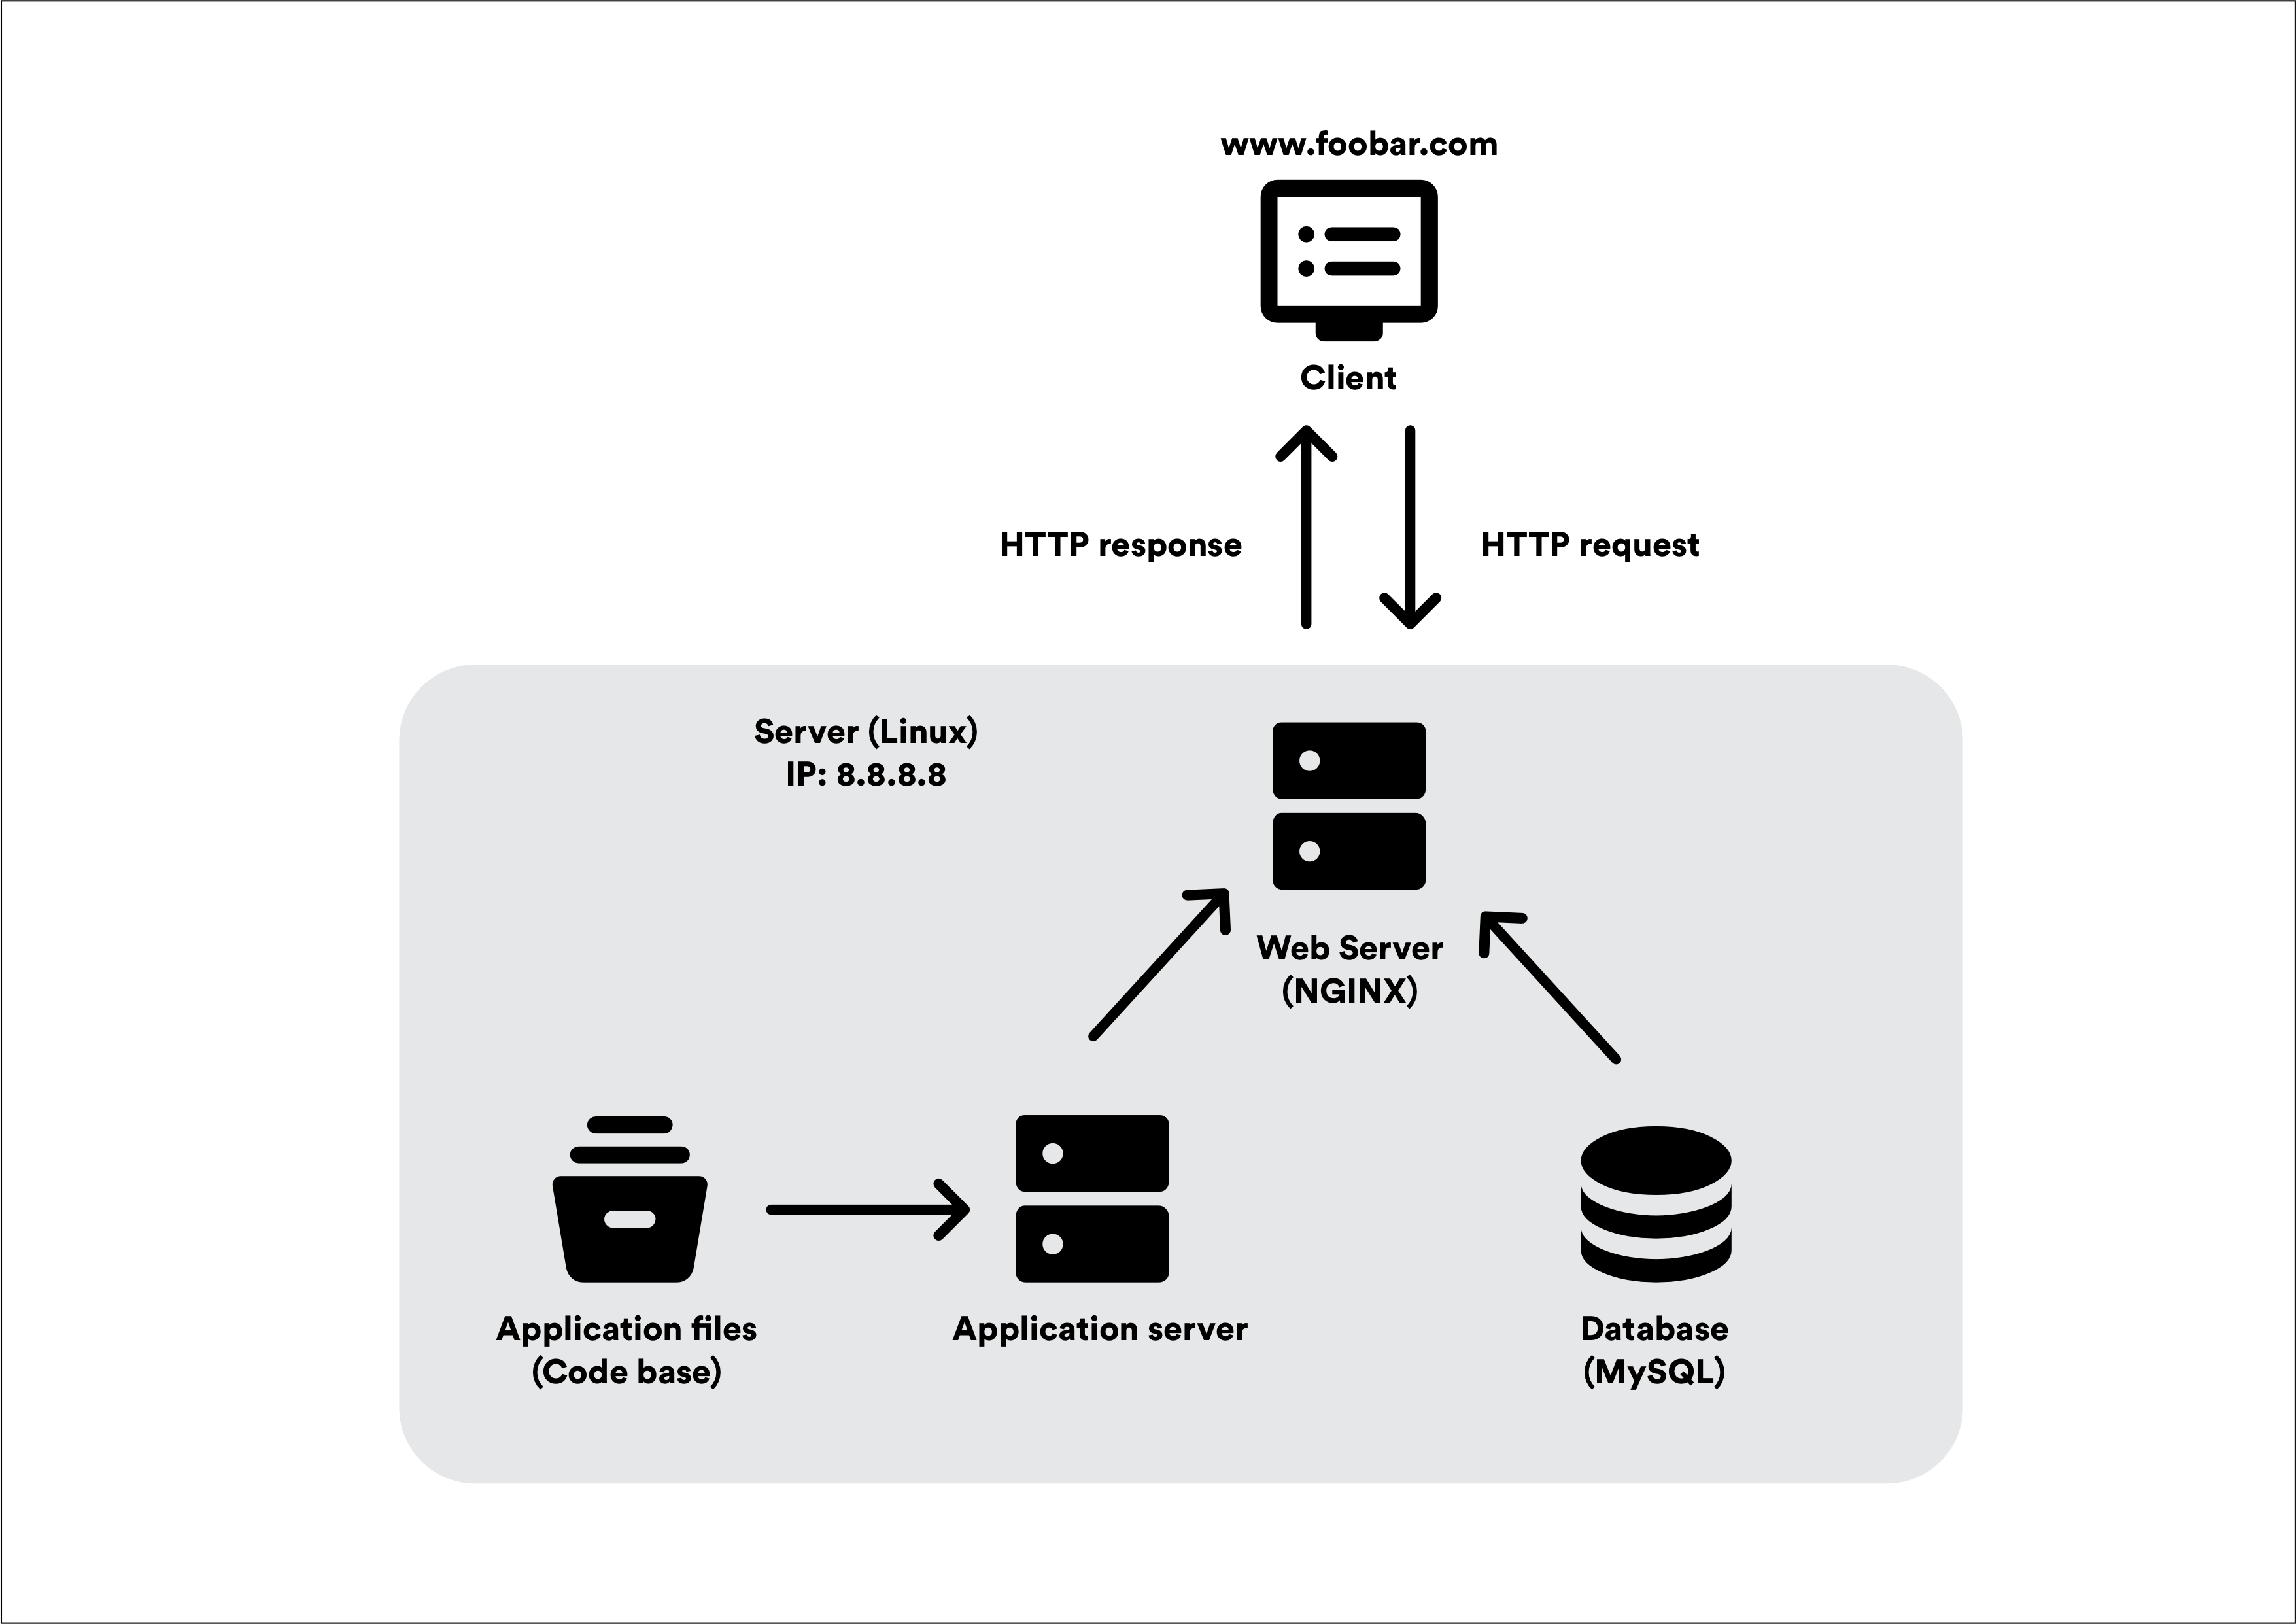 www.foobar.com
Client
HTTP response
HTTP request
Server (Linux)
IP: 8.8.8.8
Web Server
(NGINX)
Application files
(Code base)
Application server
Database
(MySQL)